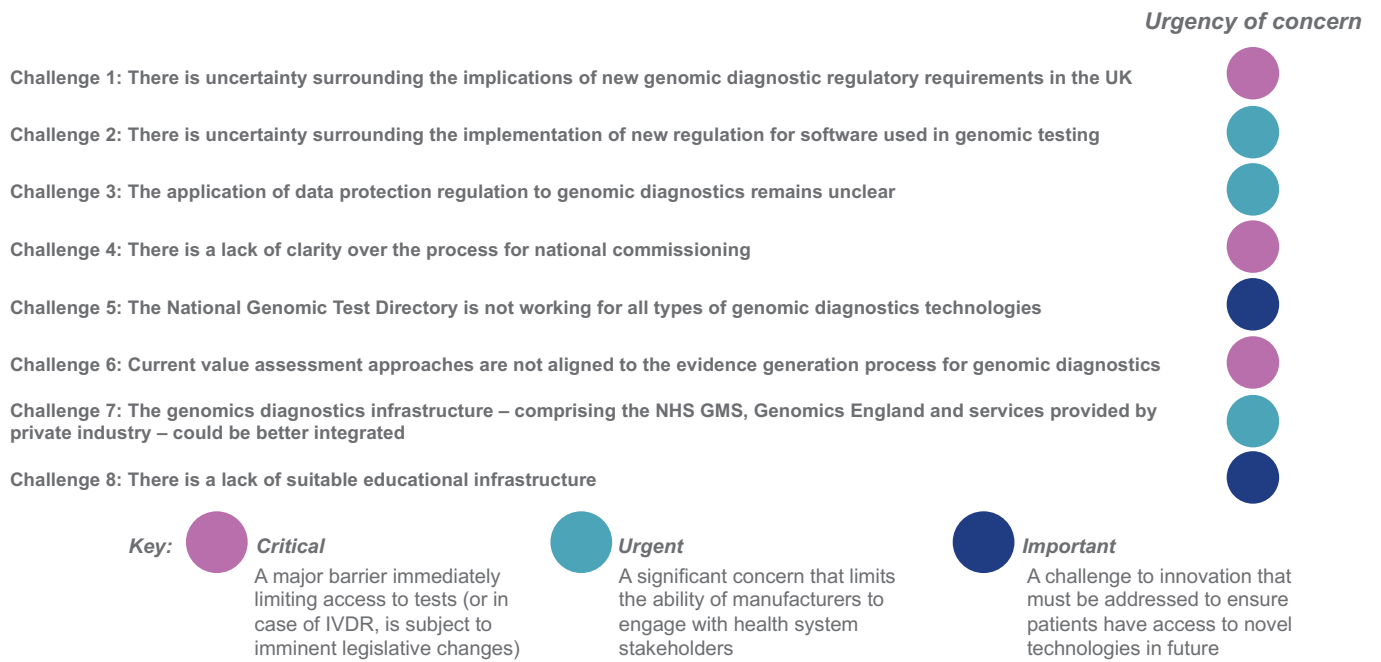 Urgency of concern
Challenge 1: There is uncertainty surrounding the implications of new genomic diagnostic regulatory requirements in the UK
Challenge 2: There is uncertainty surrounding the implementation of new regulation for software used in genomic testing
Challenge 3: The application of data protection regulation to genomic diagnostics remains unclear
Challenge 4: There is a lack of clarity over the process for national commissioning
Challenge 5: The National Genomic Test Directory is not working for all types of genomic diagnostics technologies
Challenge 6: Current value assessment approaches are not aligned to the evidence generation process for genomic diagnostics
Challenge 7: The genomics diagnostics infrastructure – comprising the NHS GMS, Genomics England and services provided by
private industry – could be better integrated
Challenge 8: There is a lack of suitable educational infrastructure
Key:
Critical
A major barrier immediately
limiting access to tests (or in
case of IVDR, is subject to
imminent legislative changes)
Urgent
A significant concern that limits
the ability of manufacturers to
engage with health system
stakeholders
Important
A challenge to innovation that
must be addressed to ensure
patients have access to novel
technologies in future